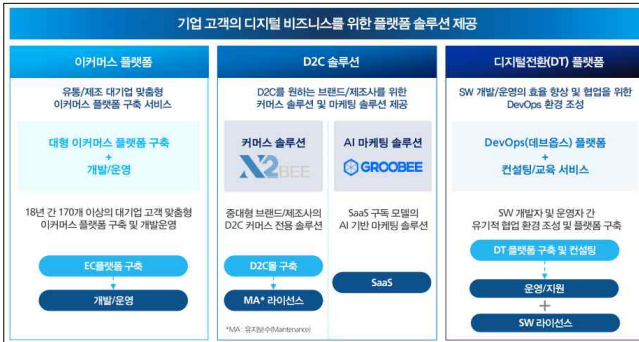 기업 고객의 디지털 비즈니스를 위한 플랫폼 솔루션 제공
이커머스 플랫폼
유통/제조 대기업 맞춤형
이커머스 플랫폼 구축 서비스
대형 이커머스 플랫폼 구축
+
개발/운영
18년 간 170개 이상의 대기업 고객 맞춤형
이커머스 플랫폼 구축 및 개발운영
EC플랫폼 구축
개발/운영
D2C 솔루션
D2C를 원하는 브랜드/제조사를 위한
커머스 솔루션 및 마케팅 솔루션 제공
커머스 솔루션
X2BEE
중대형 브랜드/제조사의
D2C 커머스 전용 솔루션
D2C몰 구축
MA* 라이선스
*MA : 유지보수(Maintenance)
AI 마케팅 솔루션
GROOBEE
SaaS 구독 모델의
AI 기반 마케팅 솔루션
SaaS
디지털전환(DT) 플랫폼
SW 개발/운영의 효율 향상 및 협업을 위한
DevOps 환경 조성
DevOps(데브옵스) 플랫폼
+
컨설팅/교육 서비스
SW 개발자 및 운영자 간
유기적 협업 환경 조성 및 플랫폼 구축
DT 플랫폼 구축 및 컨설팅
운영/지원
+
SW 라이선스